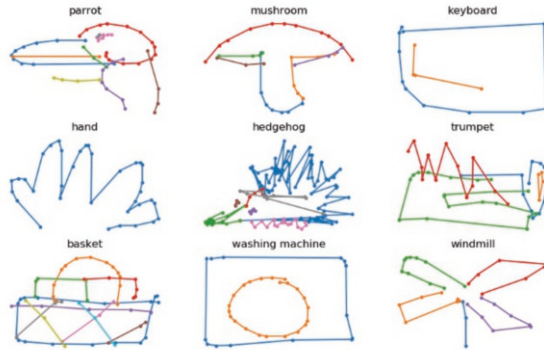 parrot
mushroom
keyboard
hand
hedgehog
trumpet
basket
washing machine
windmill